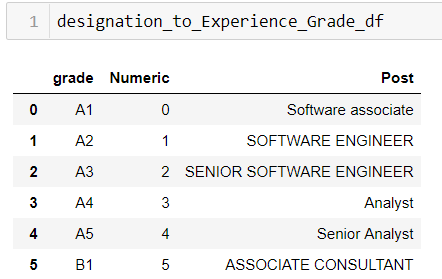 1 designation_to_Experience_Grade_df
grade Numeric Post
0 A1 0 Software associate
1 A2 1 SOFTWARE ENGINEER
2 A3 2 SENIOR SOFTWARE ENGINEER
3 A4 3 Analyst
4 A5 4 Senior Analyst
5 B1 5 ASSOCIATE CONSULTANT